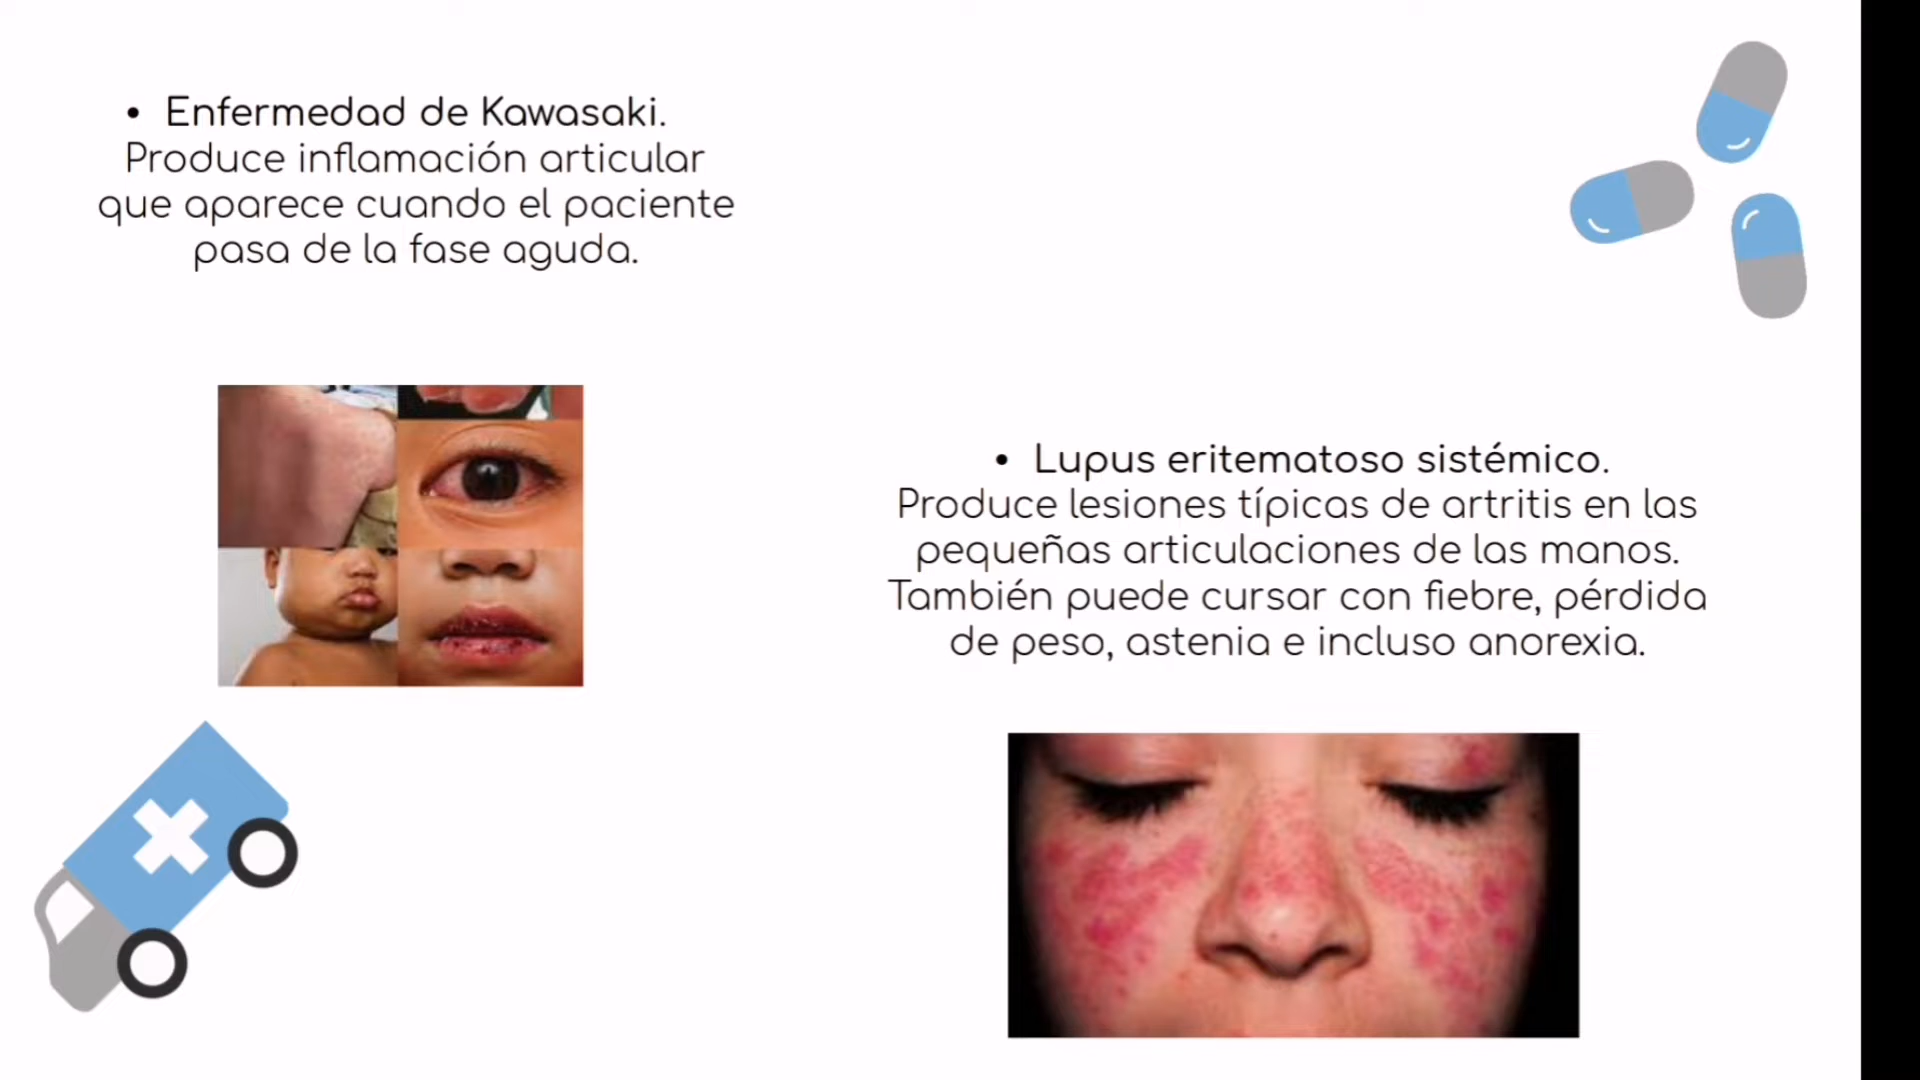 • Enfermedad de Kawasaki.
Produce inflamación articular
que aparece cuando el paciente
pasa de la fase aguda.
• Lupus eritematoso sistémico.
Produce lesiones típicas de artritis en las
pequeñas articulaciones de las manos.
También puede cursar con fiebre, pérdida
de peso, astenia e incluso anorexia.